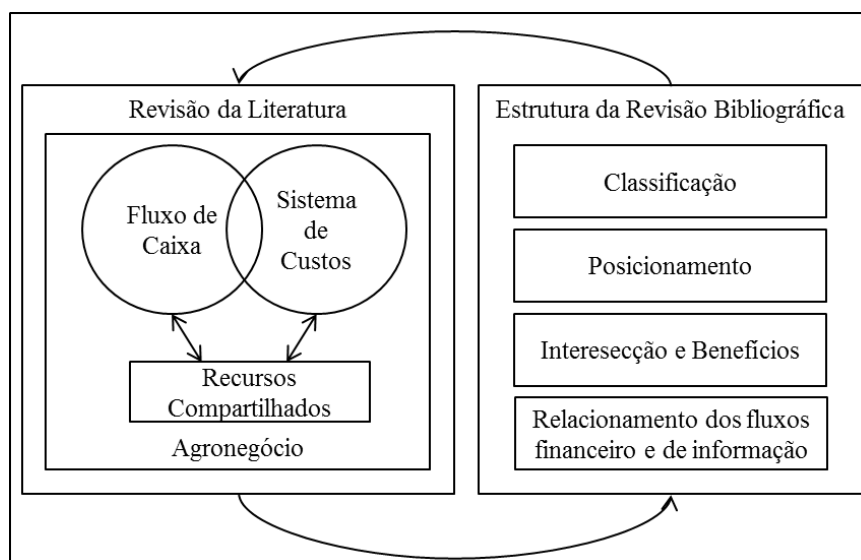 Revisão da Literatura
Fluxo de
Caixa
Sistema
de
Custos
Recursos
Compartilhados
Agronegócio
Estrutura da Revisão Bibliográfica
Classificação
Posicionamento
Interesecção e Benefícios
Relacionamento dos fluxos
financeiro e de informação